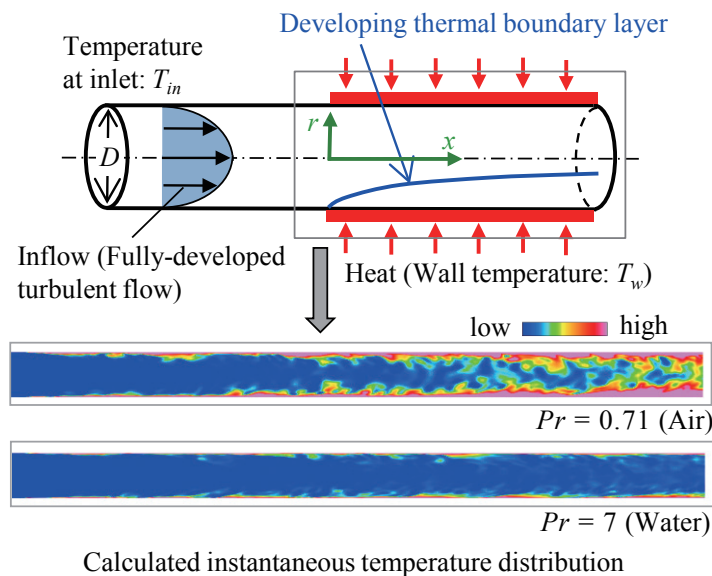 Developing thermal boundary layer
Temperature
at inlet: T_in
r
x
D
Inflow (Fully-developed
turbulent flow)
Heat (Wall temperature: T_w)
low high
Pr = 0.71 (Air)
Pr = 7 (Water)
Calculated instantaneous temperature distribution